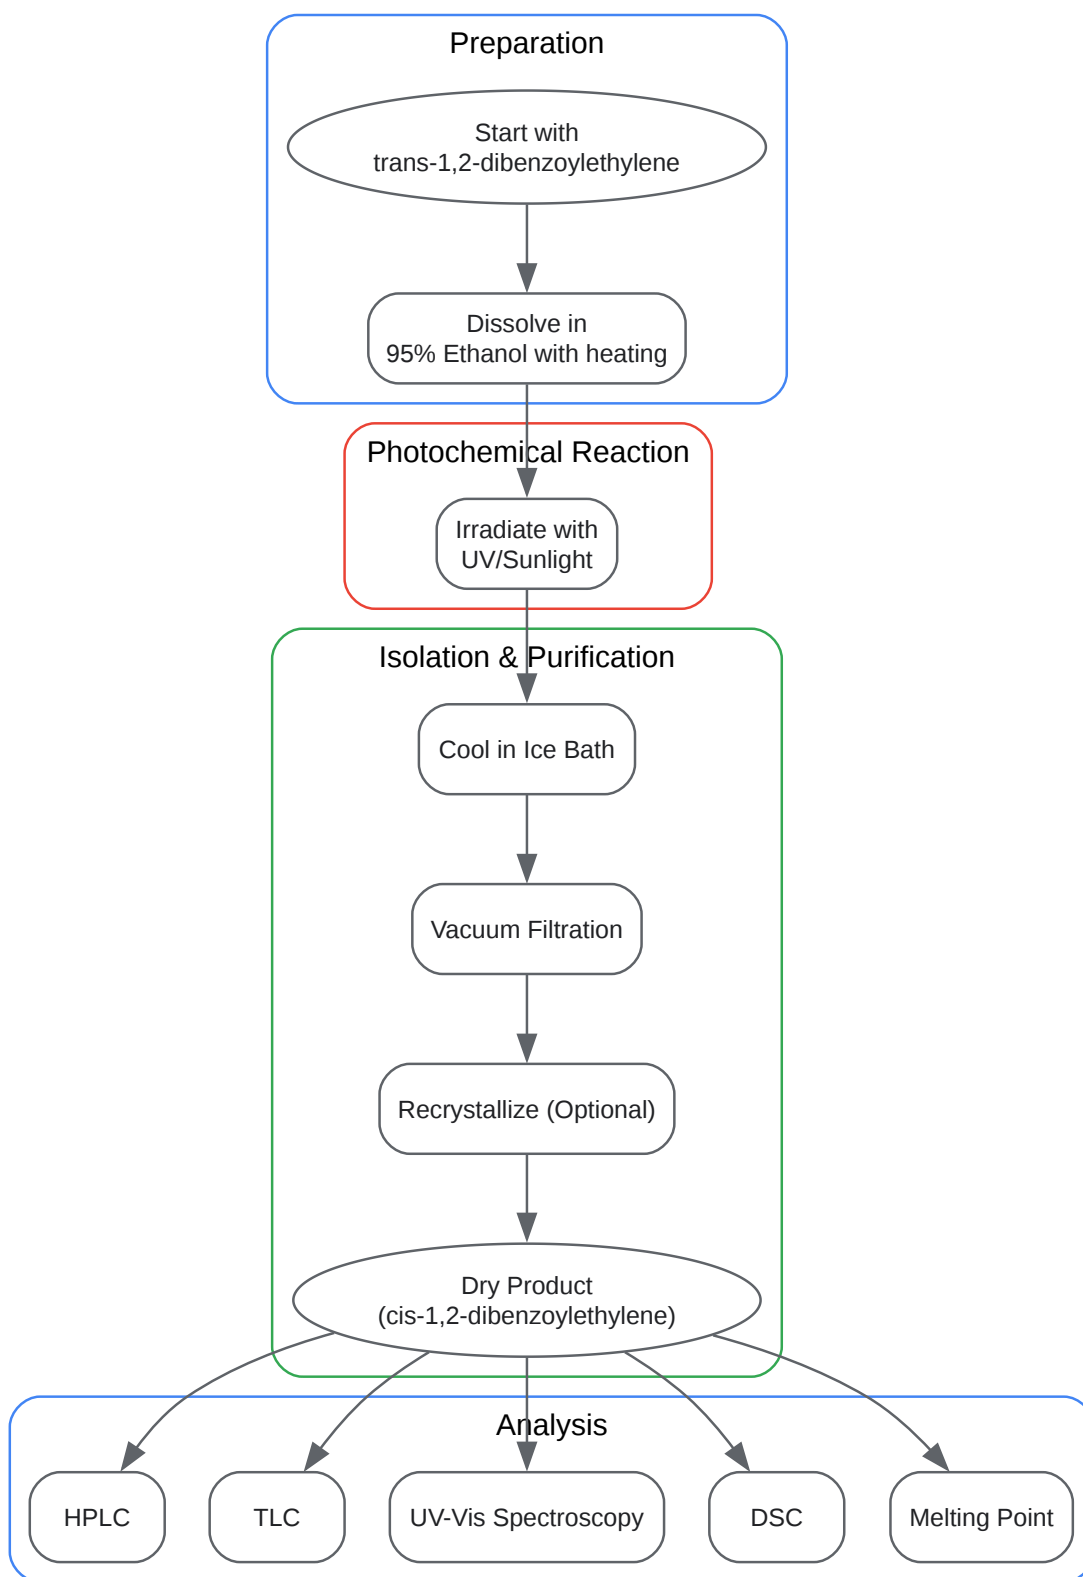 Preparation
Start with
trans-1,2-dibenzoylethylene
Dissolve in
95% Ethanol with heating
Photochemical Reaction
Irradiate with
UV/Sunlight
Isolation & Purification
Cool in Ice Bath
Vacuum Filtration
Recrystallize (Optional)
Dry Product
(cis-1,2-dibenzoylethylene)
Analysis
HPLC
TLC
UV-Vis Spectroscopy
DSC
Melting Point